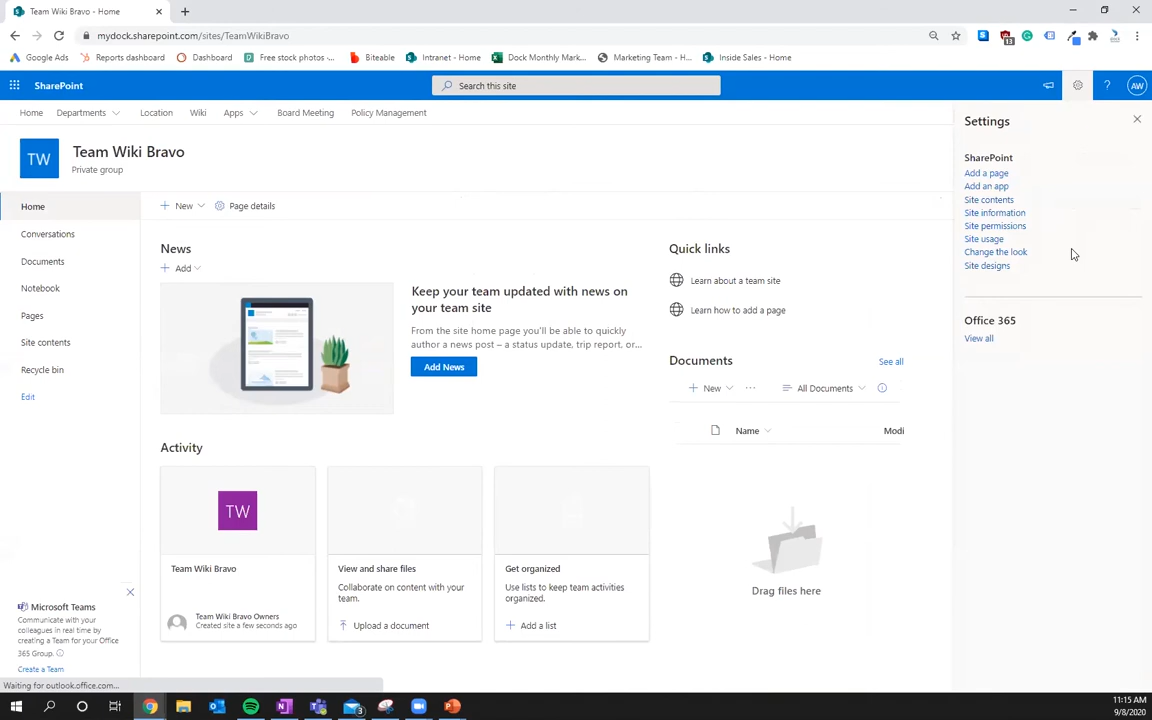 Team Wiki Bravo - Home
mydock.sharepoint.com/sites/TeamWikiBravo
Google Ads
Reports dashboard
Dashboard
Free stock photos -...
Biteable
Intranet - Home
Dock Monthly Mark...
Marketing Team - H...
Inside Sales - Home
13
SharePoint
Search this site
?
AW
Home
Departments
Location
Wiki
Apps
Board Meeting
Policy Management
TW
Team Wiki Bravo
Private group
Home
Conversations
Documents
Notebook
Pages
Site contents
Recycle bin
Edit
Microsoft Teams
Communicate with your
colleagues in real time by
creating a Team for your Office
365 Group.
Create a Team
New
Page details
News
Add
Keep your team updated with news on
your team site
From the site home page you'll be able to quickly
author a news post – a status update, trip report, or...
Add News
Activity
TW
Team Wiki Bravo
Team Wiki Bravo Owners
Created site a few seconds ago
View and share files
Collaborate on content with your
team.
Upload a document
Get organized
Use lists to keep team activities
organized.
Add a list
Quick links
Learn about a team site
Learn how to add a page
Documents
See all
New
All Documents
Name
Modi
Drag files here
Settings
SharePoint
Add a page
Add an app
Site contents
Site information
Site permissions
Site usage
Change the look
Site designs
Office 365
View all
Waiting for outlook.office.com...
3
11:15 AM
9/8/2020